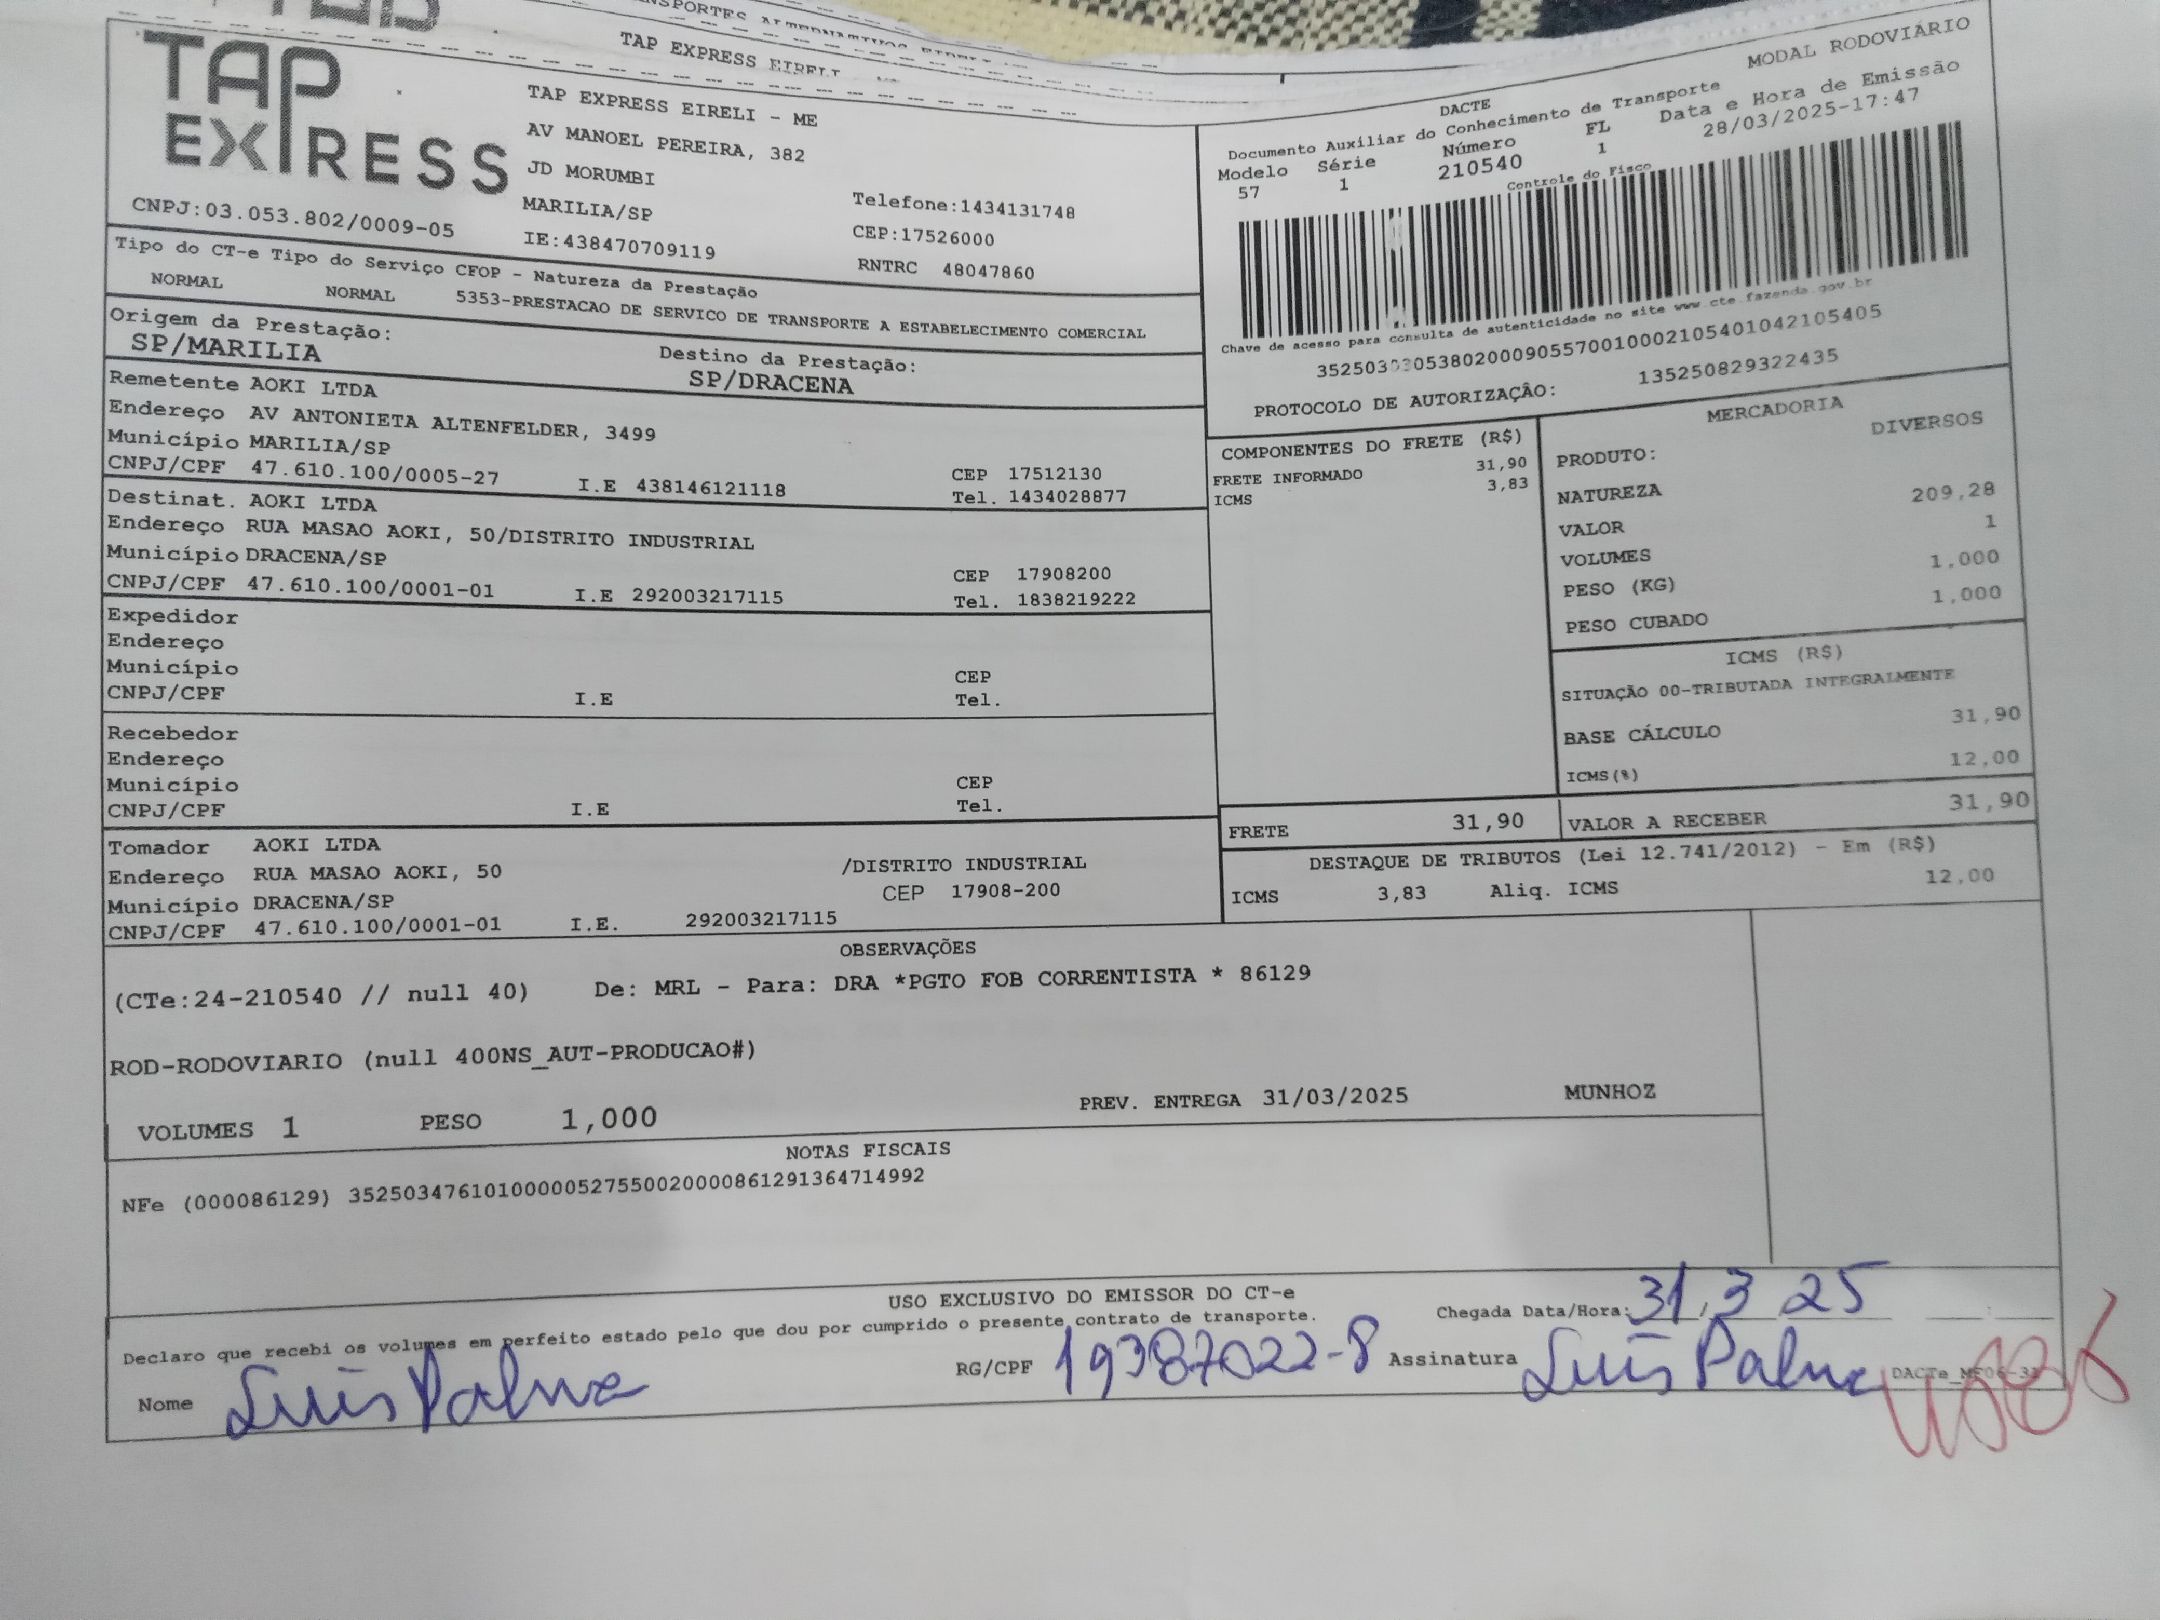 TAP EXPRESS EIRELI
TAP
EXPRESS
CNPJ:03.053.802/0009-05
TAP EXPRESS EIRELI - ME
AV MANOEL PEREIRA, 382
JD MORUMBI
MARILIA/SP
IE:438470709119
Telefone:1434131748
CEP:17526000
RNTRC 48047860
MODAL RODOVIÁRIO
DACTE
Documento Auxiliar do Conhecimento de Transporte
Modelo Série Número FL Data e Hora de Emissão
57 1 210540 1 28/03/2025-17:47
Controle do Fisco
Chave de acesso para consulta de autenticidade no site www.cte.fazenda.gov.br
PROTOCOLO DE AUTORIZAÇÂO: 135250829322435
Tipo do CT-e Tipo do Serviço CFOP - Natureza da Prestação
NORMAL NORMAL 5353-PRESTACAO DE SERVICO DE TRANSPORTE A ESTABELECIMENTO COMERCIAL
Origem da Prestação: Destino da Prestação:
SP/MARILIA SP/DRACENA
Remetente AOKI LTDA
Endereço AV ANTONIETA ALTENFELDER, 3499
Município MARILIA/SP CEP 17512130
CNPJ/CPF 47.610.100/0005-27 I.E 438146121118 Tel. 1434028877
Destinat. AOKI LTDA
Endereço RUA MASAO AOKI, 50/DISTRITO INDUSTRIAL
Município DRACENA/SP CEP 17908200
CNPJ/CPF 47.610.100/0001-01 I.E 292003217115 Tel. 1838219222
Expedidor
Endereço
Município CEP
CNPJ/CPF I.E Tel.
Recebedor
Endereço
Município CEP
CNPJ/CPF I.E Tel.
Tomador AOKI LTDA
Endereço RUA MASAO AOKI, 50 /DISTRITO INDUSTRIAL
Município DRACENA/SP CEP 17908-200
CNPJ/CPF 47.610.100/0001-01 I.E. 292003217115
COMPONENTES DO FRETE (R$)
FRETE INFORMADO 31,90
ICMS 3,83
MERCADORIA
PRODUTO: DIVERSOS
NATUREZA
VALOR 209,28
VOLUMES 1
PESO (KG) 1,000
PESO CUBADO 1,000
ICMS (R$)
SITUAÇÃO 00-TRIBUTADA INTEGRALMENTE
BASE CÁLCULO 31,90
ICMS(%) 12,00
FRETE 31,90 VALOR A RECEBER 31,90
DESTAQUE DE TRIBUTOS (Lei 12.741/2012) - Em (R$)
ICMS 3,83 Aliq. ICMS 12,00
OBSERVAÇÕES
(CTe:24-210540 // null 40) De: MRL - Para: DRA *PGTO FOB CORRENTISTA * 86129
ROD-RODOVIARIO (null 400NS_AUT-PRODUCAO#)
VOLUMES 1 PESO 1,000 PREV. ENTREGA 31/03/2025 MUNHOZ
NOTAS FISCAIS
NFe (000086129) 35250347610100000527550020000861291364714992
USO EXCLUSIVO DO EMISSOR DO CT-e
Declaro que recebi os volumes em perfeito estado pelo que dou por cumprido o presente contrato de transporte.
Chegada Data/Hora: 31/3/25
Nome Luis Palma RG/CPF 19387022-8 Assinatura Luis Palma